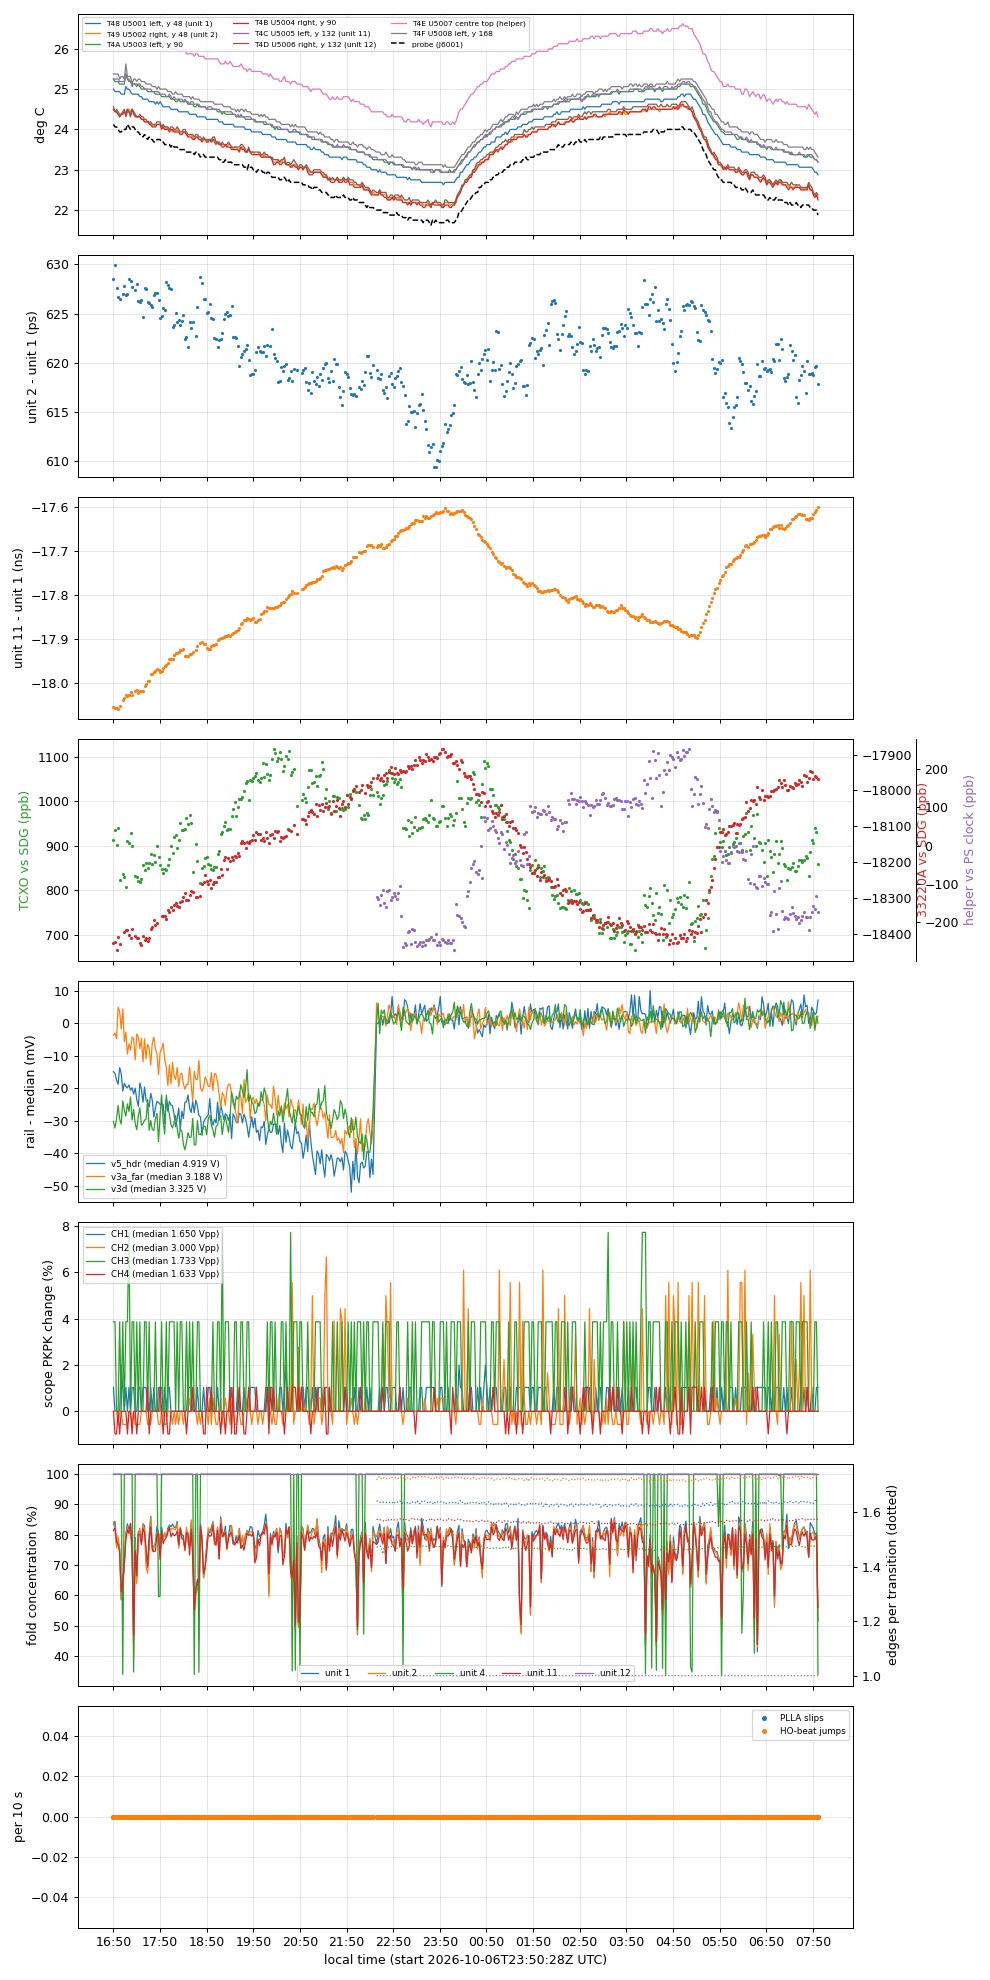 T48 U5001 left, y 48 (unit 1)
T49 U5002 right, y 48 (unit 2)
T4A U5003 left, y 90
T4B U5004 right, y 90
T4C U5005 left, y 132 (unit 11)
T4D U5006 right, y 132 (unit 12)
T4E U5007 centre top (helper)
T4F U5008 left, y 168
probe (J6001)
deg C
26
25
24
23
22
unit 2 - unit 1 (ps)
630
625
620
615
610
unit 11 - unit 1 (ns)
−17.6
−17.7
−17.8
−17.9
−18.0
TCXO vs SDG (ppb)
1100
1000
900
800
700
−17900
−18000
−18100
−18200
−18300
−18400
33220A vs SDG (ppb)
200
100
0
−100
−200
helper vs PS clock (ppb)
rail - median (mV)
10
0
−10
−20
−30
−40
−50
v5_hdr (median 4.919 V)
v3a_far (median 3.188 V)
v3d (median 3.325 V)
scope PKPK change (%)
8
6
4
2
0
CH1 (median 1.650 Vpp)
CH2 (median 3.000 Vpp)
CH3 (median 1.733 Vpp)
CH4 (median 1.633 Vpp)
fold concentration (%)
100
90
80
70
60
50
40
unit 1
unit 2
unit 4
unit 11
unit 12
1.6
1.4
1.2
1.0
edges per transition (dotted)
per 10 s
0.04
0.02
0.00
−0.02
−0.04
PLLA slips
HO-beat jumps
16:50 17:50 18:50 19:50 20:50 21:50 22:50 23:50 00:50 01:50 02:50 03:50 04:50 05:50 06:50 07:50
local time (start 2026-10-06T23:50:28Z UTC)